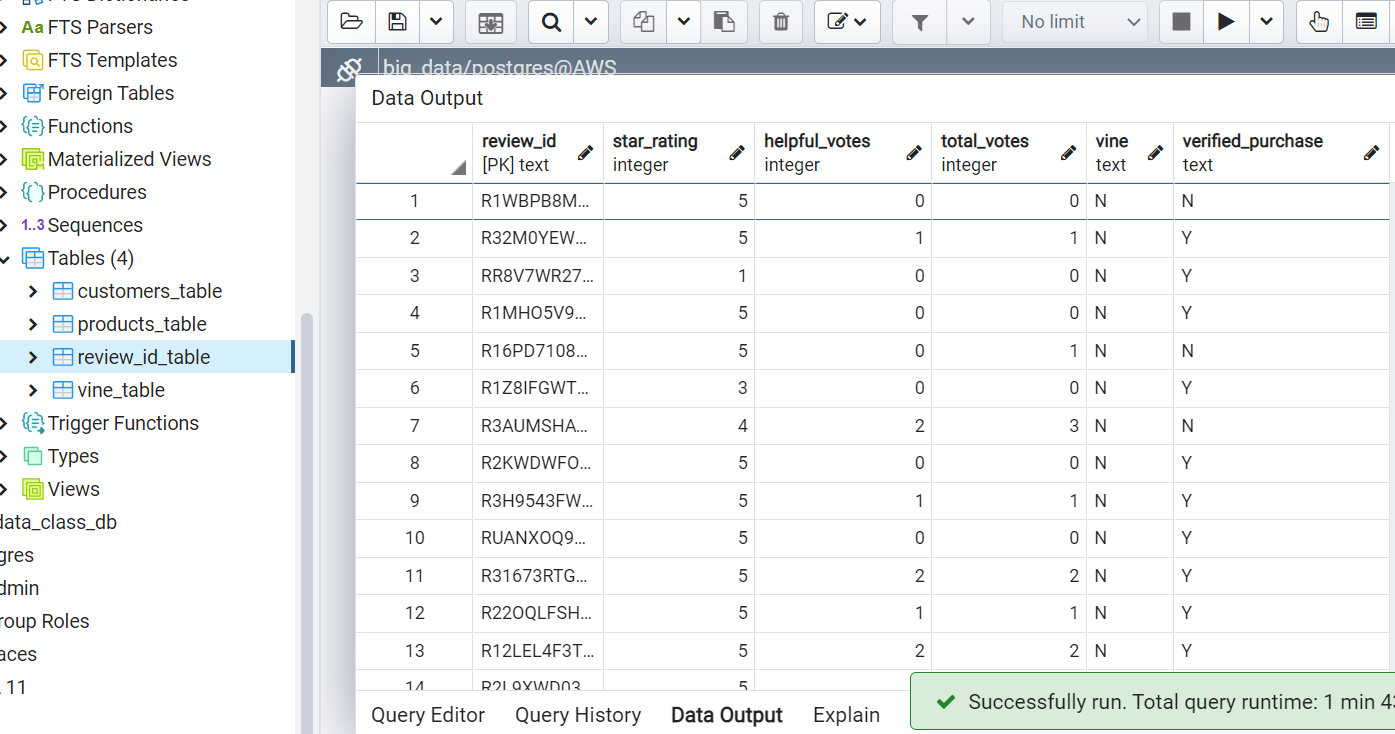 FTS Dictionaries
Aa FTS Parsers
FTS Templates
Foreign Tables
Functions
Materialized Views
Procedures
1..3 Sequences
Tables (4)
customers_table
products_table
review_id_table
vine_table
Trigger Functions
Types
Views
data_class_db
gres
dmin
roup Roles
aces
11
No limit
big_data/postgres@AWS
Data Output
review_id star_rating helpful_votes total_votes vine verified_purchase
[PK] text integer integer integer text text
1 R1WBPB8M... 5 0 0 N N
2 R32M0YEW... 5 1 1 N Y
3 RR8V7WR27... 1 0 0 N Y
4 R1MHO5V9... 5 0 0 N Y
5 R16PD7108... 5 0 1 N N
6 R1Z8IFGWT... 3 0 0 N Y
7 R3AUMSHA... 4 2 3 N N
8 R2KWDWFO... 5 0 0 N Y
9 R3H9543FW... 5 1 1 N Y
10 RUANXOQ9... 5 0 0 N Y
11 R31673RTG... 5 2 2 N Y
12 R22OQLFSH... 5 1 1 N Y
13 R12LEL4F3T... 5 2 2 N Y
14 R2L9XWD03 5
Successfully run. Total query runtime: 1 min 43
Query Editor Query History Data Output Explain